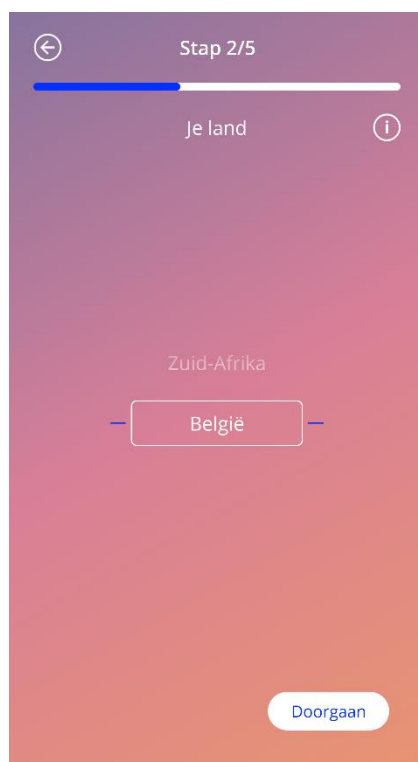 Stap 2/5
Je land
i
Zuid-Afrika
België
Doorgaan